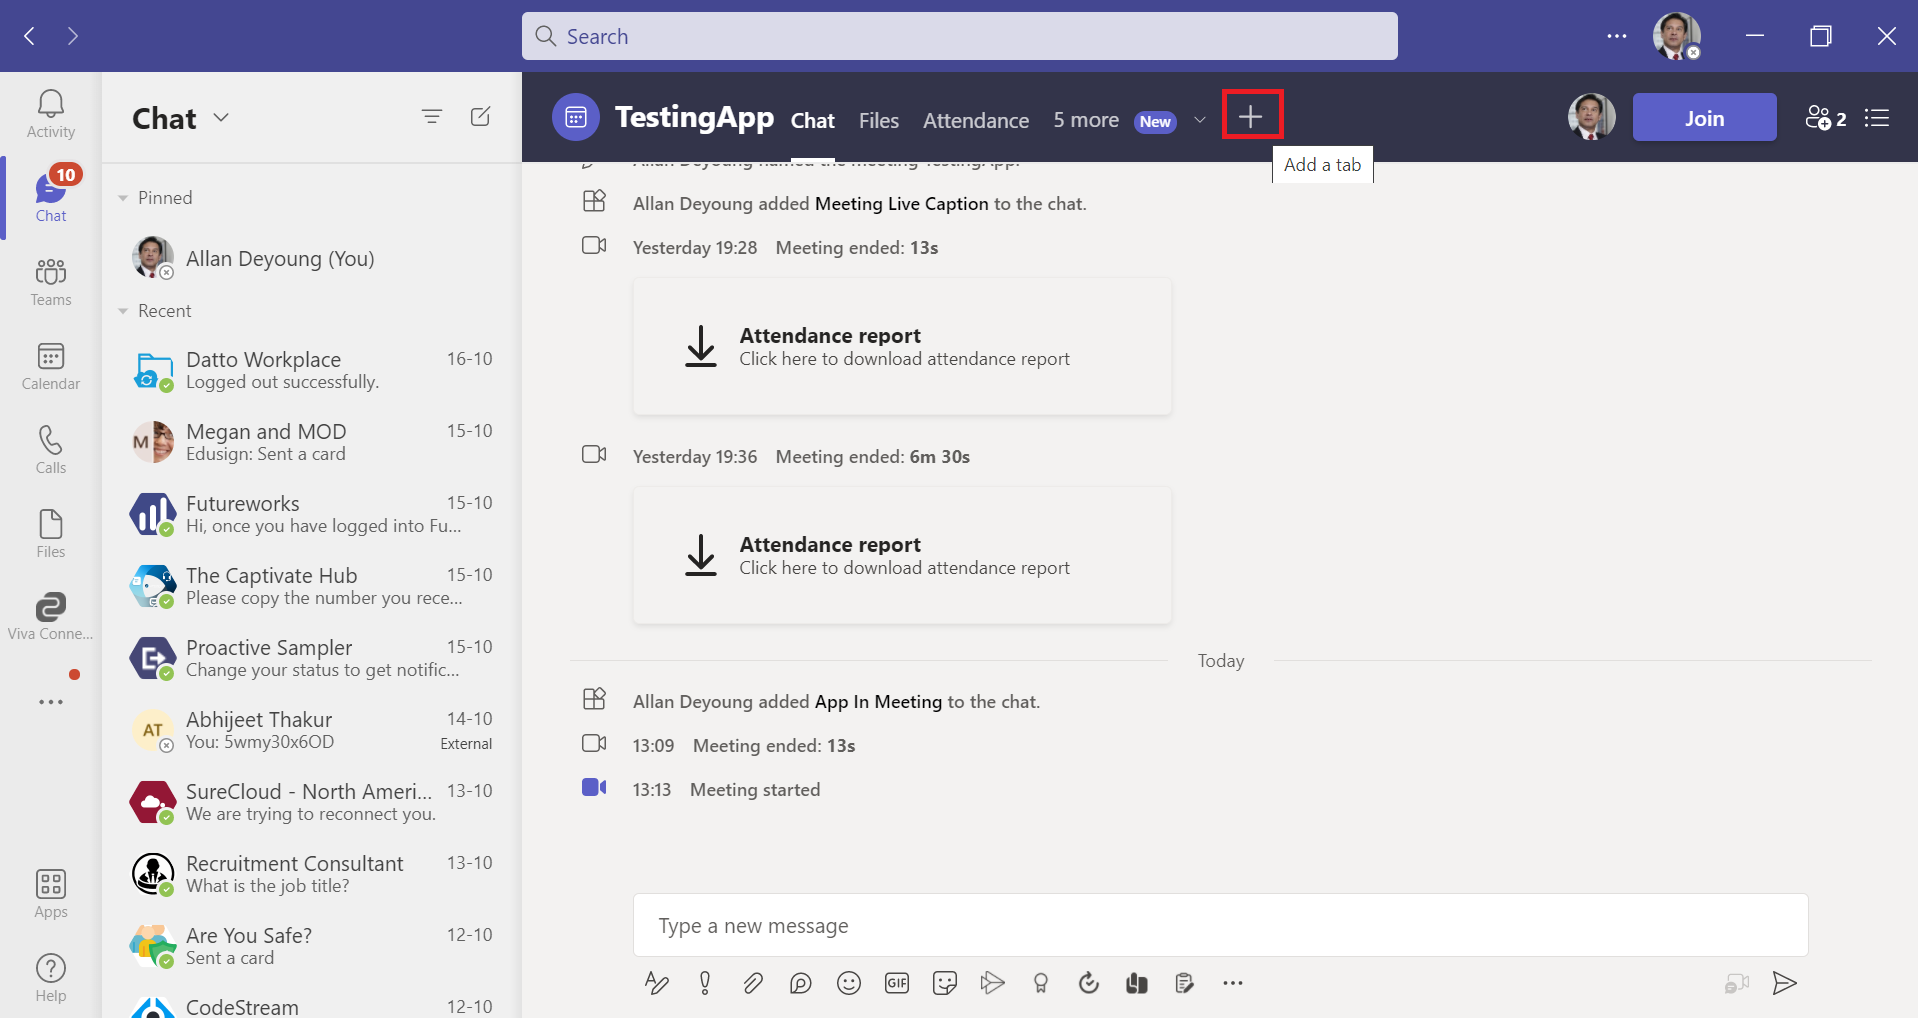 Search
Activity
10
Chat
Teams
Calendar
Calls
Files
Viva Conne...
Apps
Help
Chat
Pinned
Allan Deyoung (You)
Recent
Datto Workplace 16-10
Logged out successfully.
Megan and MOD 15-10
M
Edusign: Sent a card
Futureworks 15-10
Hi, once you have logged into Fu...
The Captivate Hub 15-10
Please copy the number you rece...
Proactive Sampler 15-10
Change your status to get notific...
AT
Abhijeet Thakur 14-10
You: 5wmy30x6OD External
SureCloud - North Ameri... 13-10
We are trying to reconnect you.
Recruitment Consultant 13-10
What is the job title?
Are You Safe? 12-10
Sent a card
CodeStream 12-10
TestingApp Chat Files Attendance 5 more New
Join 2
Add a tab
Allan Deyoung named the meeting TestingApp.
Allan Deyoung added Meeting Live Caption to the chat.
Yesterday 19:28 Meeting ended: 13s
Attendance report
Click here to download attendance report
Yesterday 19:36 Meeting ended: 6m 30s
Attendance report
Click here to download attendance report
Today
Allan Deyoung added App In Meeting to the chat.
13:09 Meeting ended: 13s
13:13 Meeting started
Type a new message
GIF